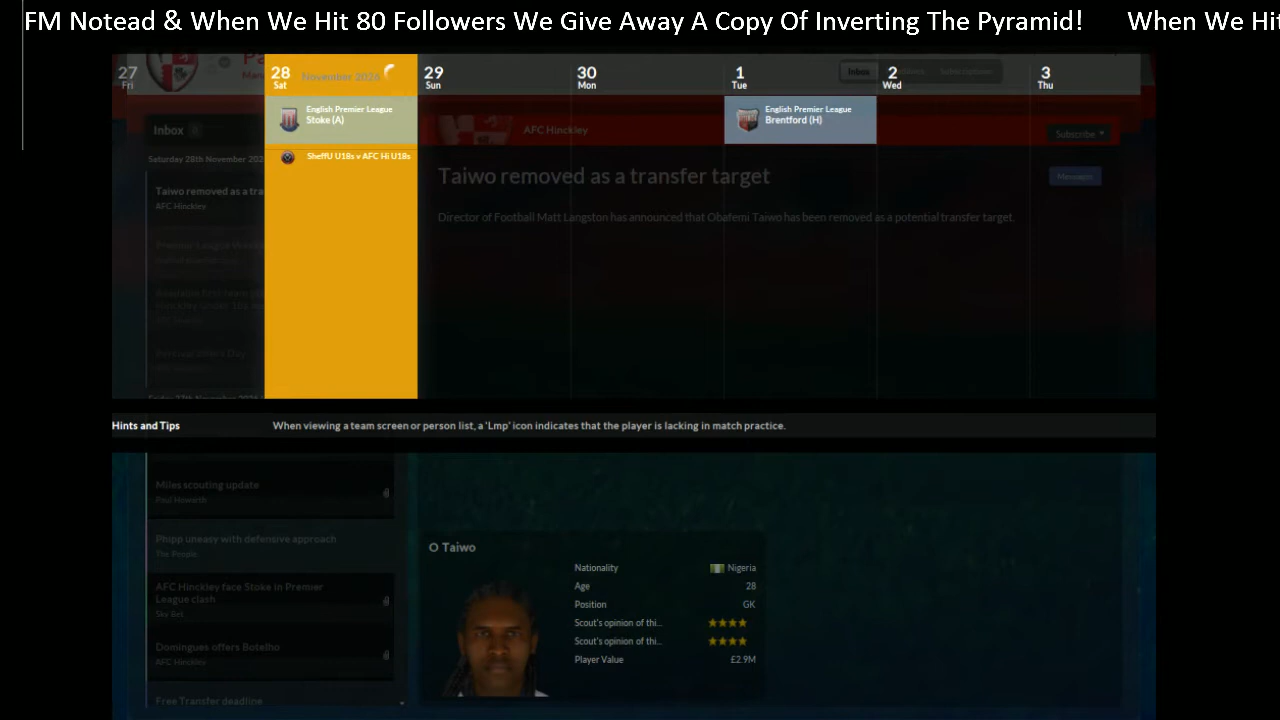 FM Notead & When We Hit 80 Followers We Give Away A Copy Of Inverting The Pyramid! When We Hit
27 28 November 2026 29 30 1 2 3
Fri Sat Sun Mon Tue Wed Thu
Inbox
English Premier League
Stoke (A)
English Premier League
Brentford (H)
Inbox
AFC Hinckley
Subscribe
Saturday 28th November 202
SheffU U18s v AFC Hi U18s
Taiwo removed as a transfer target
Messages
Taiwo removed as a tra
AFC Hinckley
Director of Football Matt Langston has announced that Obafemi Taiwo has been removed as a potential transfer target.
Hints and Tips
When viewing a team screen or person list, a 'Lmp' icon indicates that the player is lacking in match practice.
Miles scouting update
Paul Howarth
Phipp uneasy with defensive approach
The People
AFC Hinckley face Stoke in Premier
League clash
Sky Bet
Domingues offers Botelho
AFC Hinckley
Free Transfer deadline
O Taiwo
Nationality Nigeria
Age 28
Position GK
Scout's opinion of thi...
Scout's opinion of thi...
Player Value £2.9M